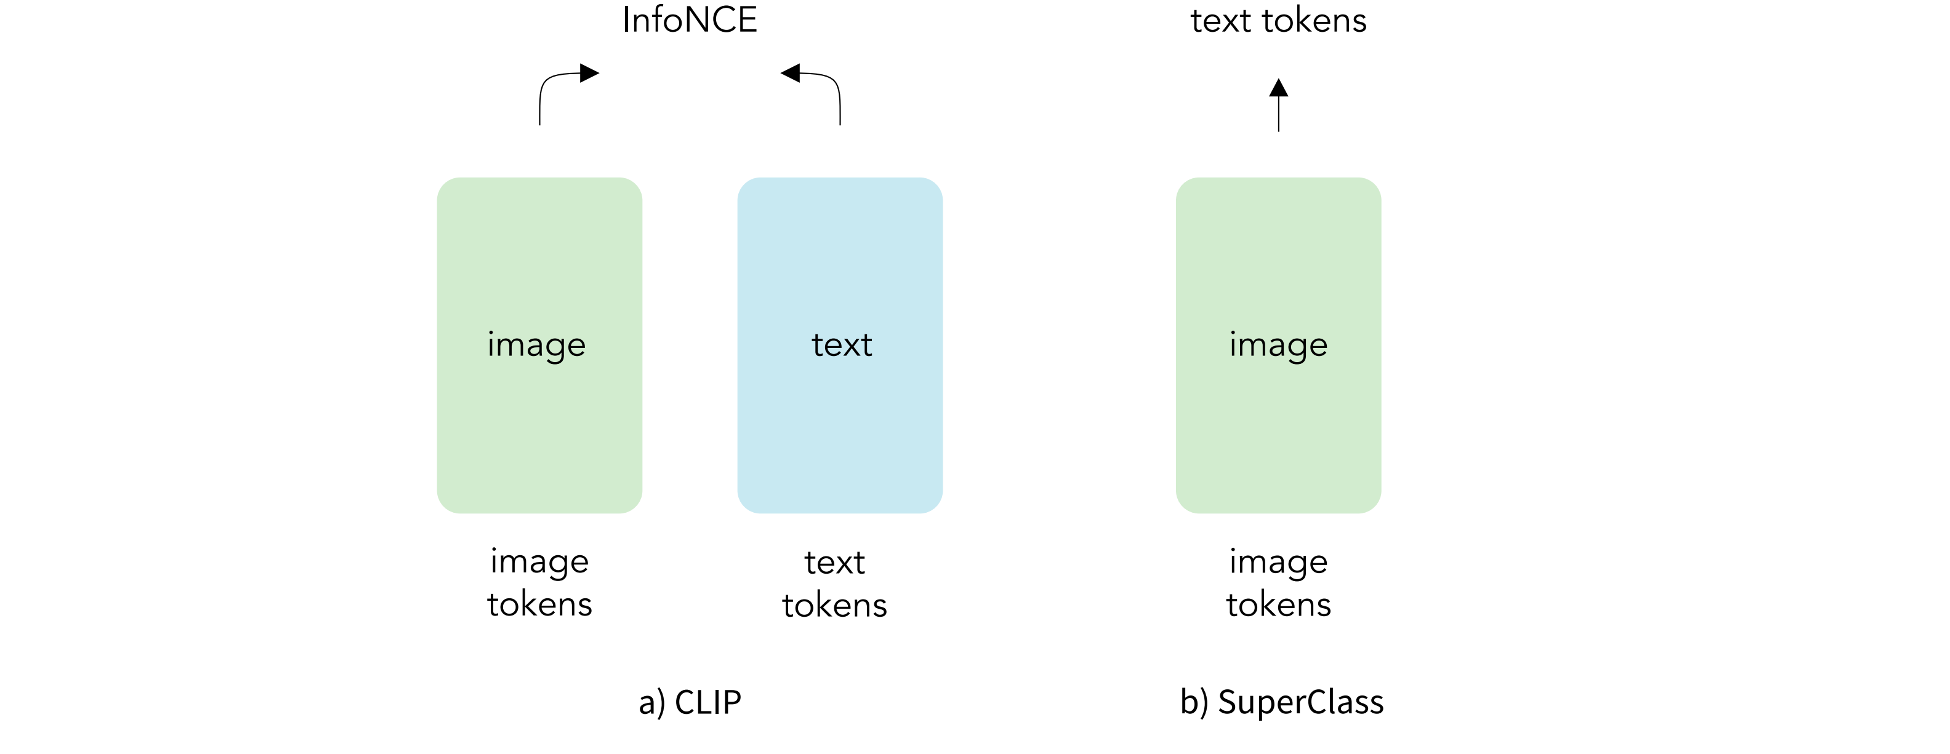 InfoNCE
text tokens
image
text
image
image
tokens
text
tokens
image
tokens
a) CLIP
b) SuperClass